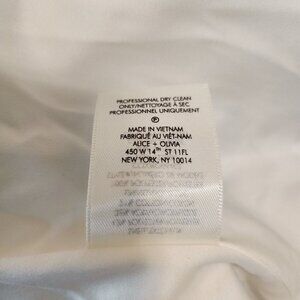 PROFESSIONAL DRY CLEAN
ONLY/NETTOYAGE À SEC
PROFESSIONNEL UNIQUEMENT
Ⓟ
MADE IN VIETNAM
FABRIQUÉ AU VIÊT-NAM
ALICE + OLIVIA
450 W 14TH ST 11FL
NEW YORK, NY 10014